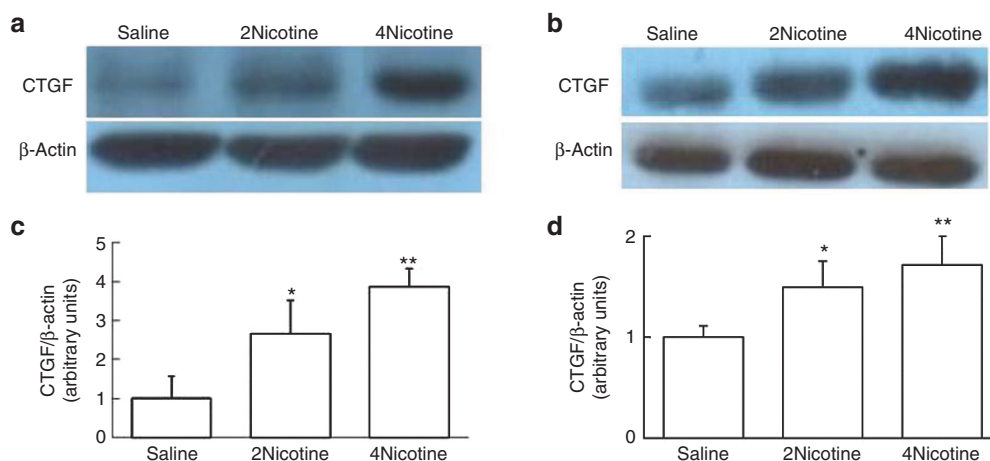 a
Saline 2Nicotine 4Nicotine
CTGF
β-Actin
b
Saline 2Nicotine 4Nicotine
CTGF
β-Actin
c
CTGF/β-actin
(arbitrary units)
5
4
3
2
1
0
* **
Saline 2Nicotine 4Nicotine
d
CTGF/β-actin
(arbitrary units)
2
1
0
* **
Saline 2Nicotine 4Nicotine